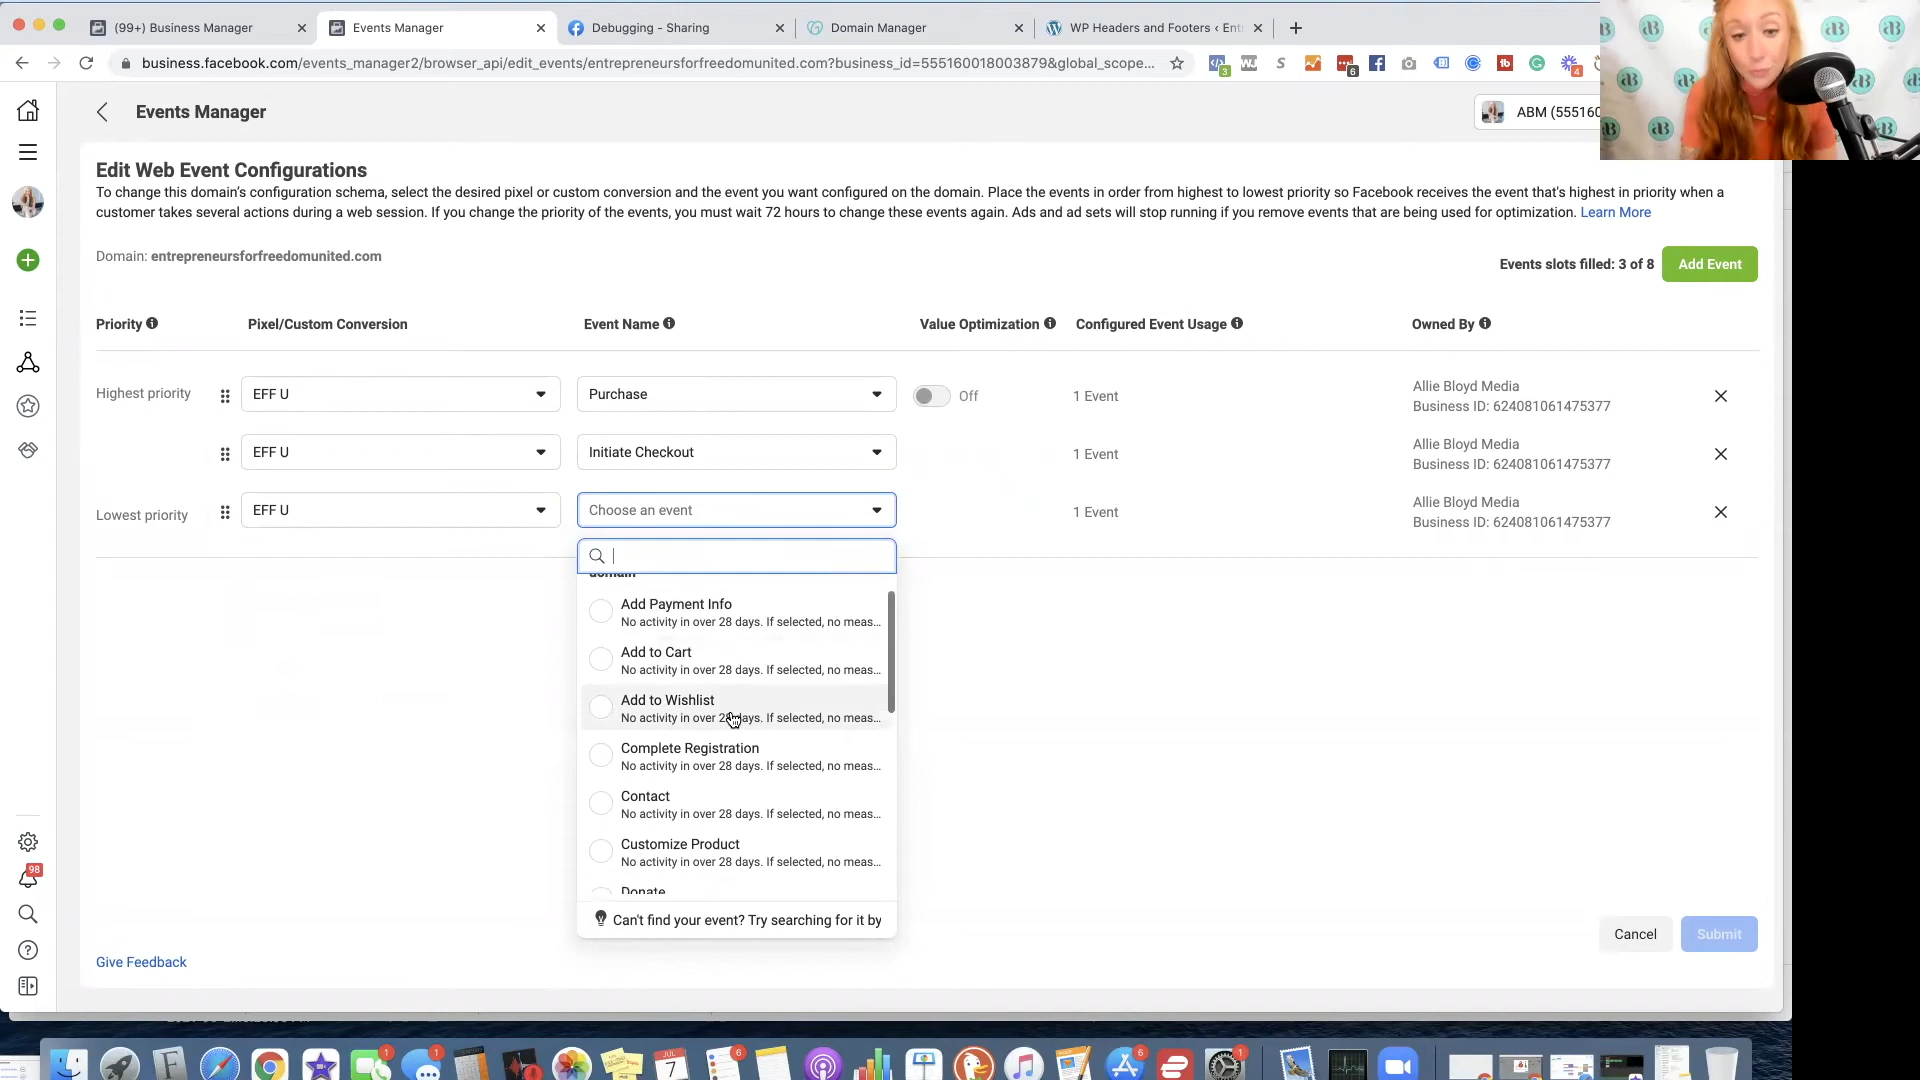 (99+) Business Manager
Events Manager
Debugging - Sharing
Domain Manager
WP Headers and Footers ‹ Ent
business.facebook.com/events_manager2/browser_api/edit_events/entrepreneursforfreedomunited.com?business_id=555160018003879&global_scope...
3
6
4
Events Manager
ABM (555160
Edit Web Event Configurations
To change this domain's configuration schema, select the desired pixel or custom conversion and the event you want configured on the domain. Place the events in order from highest to lowest priority so Facebook receives the event that's highest in priority when a
customer takes several actions during a web session. If you change the priority of the events, you must wait 72 hours to change these events again. Ads and ad sets will stop running if you remove events that are being used for optimization. Learn More
Domain: entrepreneursforfreedomunited.com
Events slots filled: 3 of 8
Add Event
Priority
Pixel/Custom Conversion
Event Name
Value Optimization
Configured Event Usage
Owned By
Highest priority
EFF U
Purchase
Off
1 Event
Allie Bloyd Media
Business ID: 624081061475377
EFF U
Initiate Checkout
1 Event
Allie Bloyd Media
Business ID: 624081061475377
Lowest priority
EFF U
Choose an event
1 Event
Allie Bloyd Media
Business ID: 624081061475377
domain
Add Payment Info
No activity in over 28 days. If selected, no meas...
Add to Cart
No activity in over 28 days. If selected, no meas...
Add to Wishlist
No activity in over 28 days. If selected, no meas...
Complete Registration
No activity in over 28 days. If selected, no meas...
Contact
No activity in over 28 days. If selected, no meas...
Customize Product
No activity in over 28 days. If selected, no meas...
Donate
Can't find your event? Try searching for it by
98
Cancel
Submit
Give Feedback
1
1
JUL
7
6
6
1